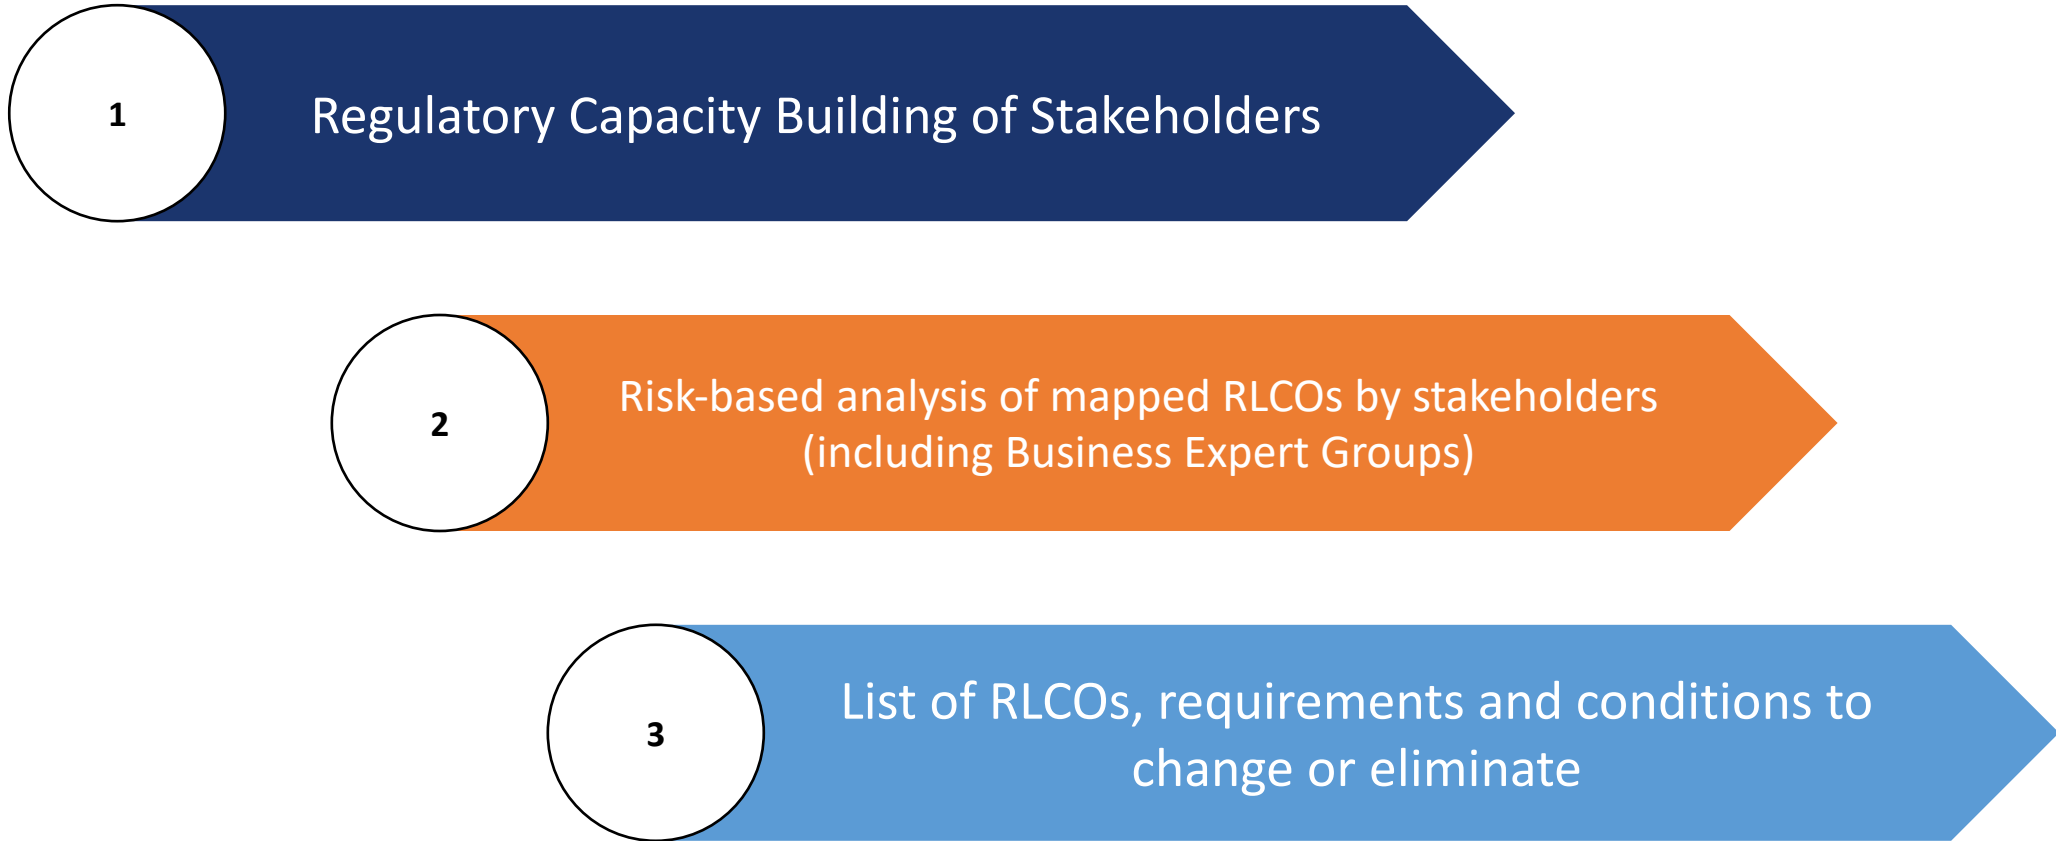 1
Regulatory Capacity Building of Stakeholders
2
Risk-based analysis of mapped RLCOs by stakeholders
(including Business Expert Groups)
3
List of RLCOs, requirements and conditions to
change or eliminate